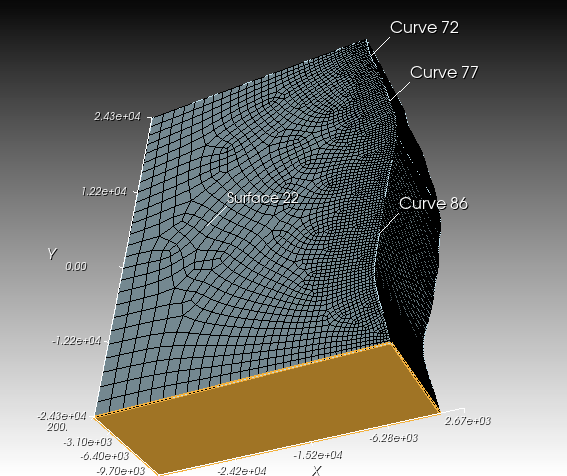 Curve 72
Curve 77
2.43e+04
1.22e+04
Surface 22
Curve 86
Y
0.00
-1.22e+04
-2.43e+04
200.
2.67e+03
-3.10e+03
-6.28e+03
-6.40e+03
-1.52e+04
-9.70e+03
-2.42e+04
X